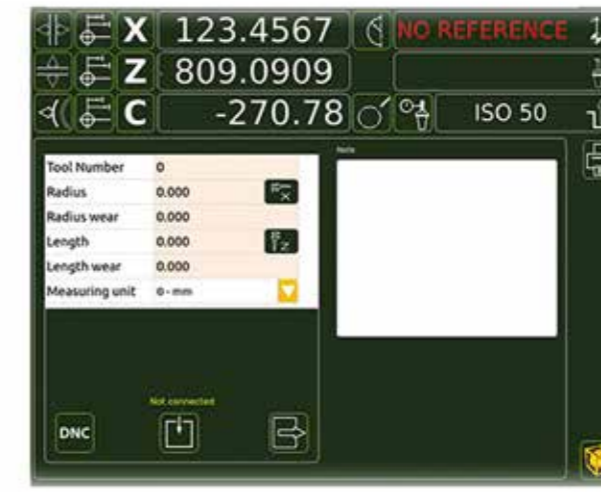 X 123.4567 NO REFERENCE
Z 809.0909
C -270.78 ISO 50
Note
Tool Number 0
Radius 0.000 X
Radius wear 0.000
Length 0.000 Z
Length wear 0.000
Measuring unit 0 - mm
Not connected
DNC